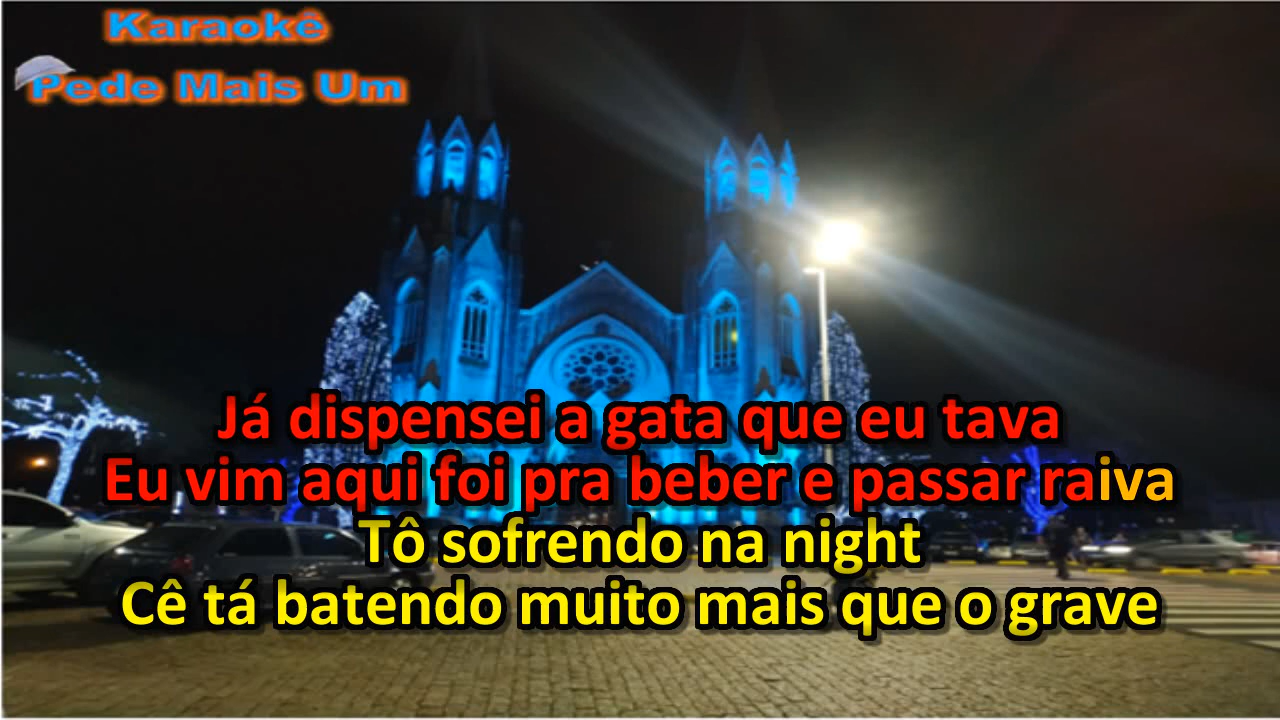 Karaokê
Pede Mais Um
Já dispensei a gata que eu tava
Eu vim aqui foi pra beber e passar raiva
Tô sofrendo na night
Cê tá batendo muito mais que o grave